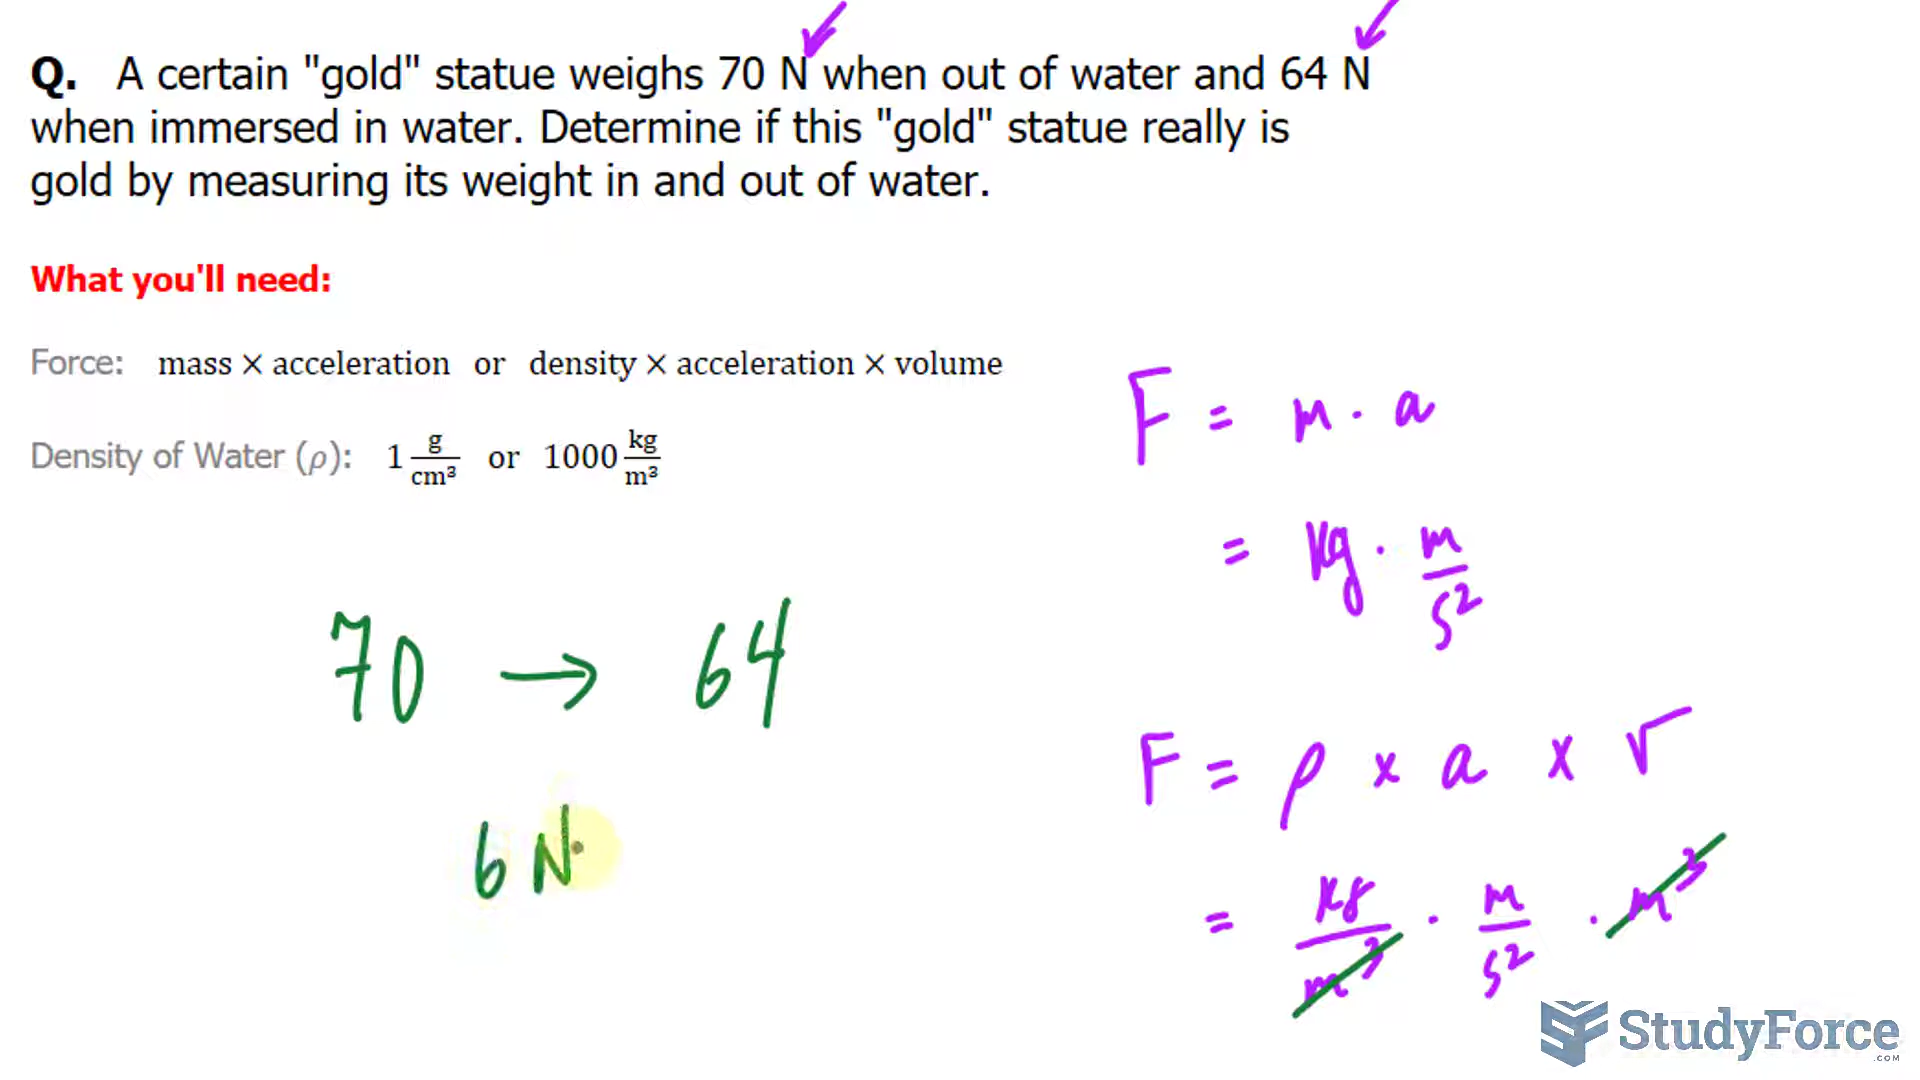 Q. A certain "gold" statue weighs 70 N when out of water and 64 N
when immersed in water. Determine if this "gold" statue really is
gold by measuring its weight in and out of water.
What you'll need:
Force: mass × acceleration or density × acceleration × volume
Density of Water (ρ): 1 g/cm³ or 1000 kg/m³
F = m · a
= kg · m/s²
70 → 64
F = ρ × a × V
6 N
= kg/m³ · m/s² · m³
StudyForce
.COM